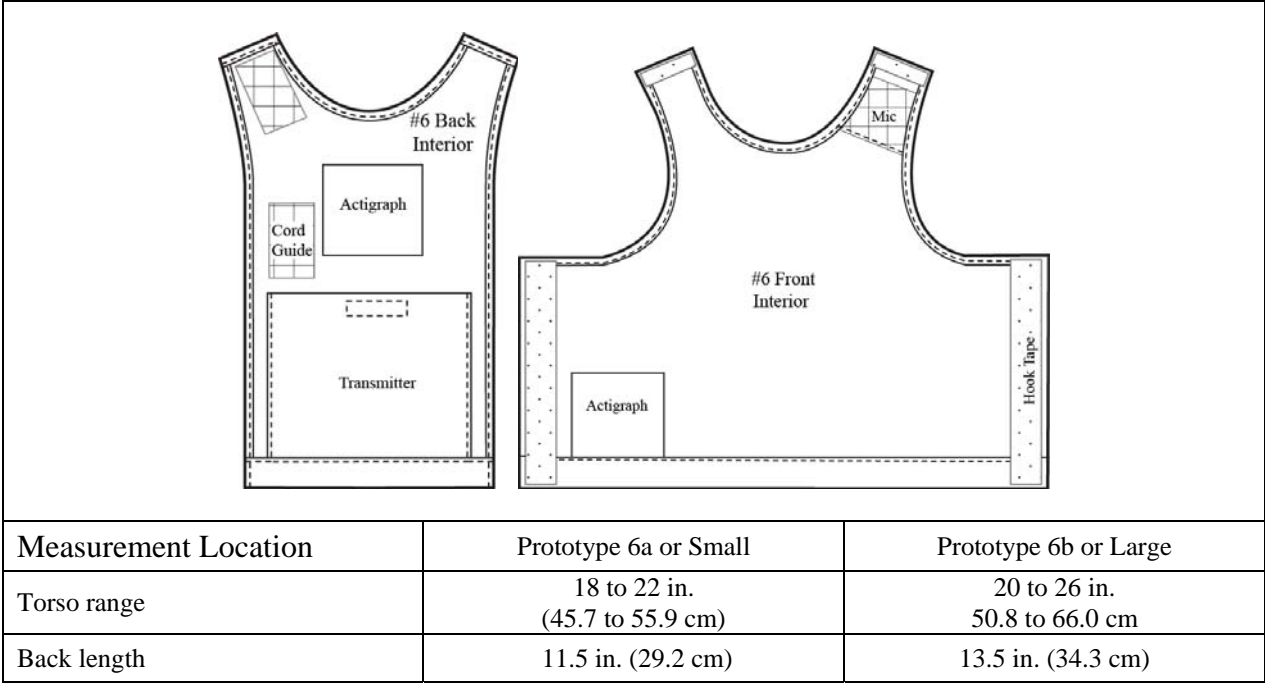 #6 Back
Interior
Actigraph
Cord
Guide
Transmitter
Mic
#6 Front
Interior
Actigraph
Hook Tape
Measurement Location Prototype 6a or Small Prototype 6b or Large
Torso range 18 to 22 in. 20 to 26 in.
(45.7 to 55.9 cm) 50.8 to 66.0 cm
Back length 11.5 in. (29.2 cm) 13.5 in. (34.3 cm)